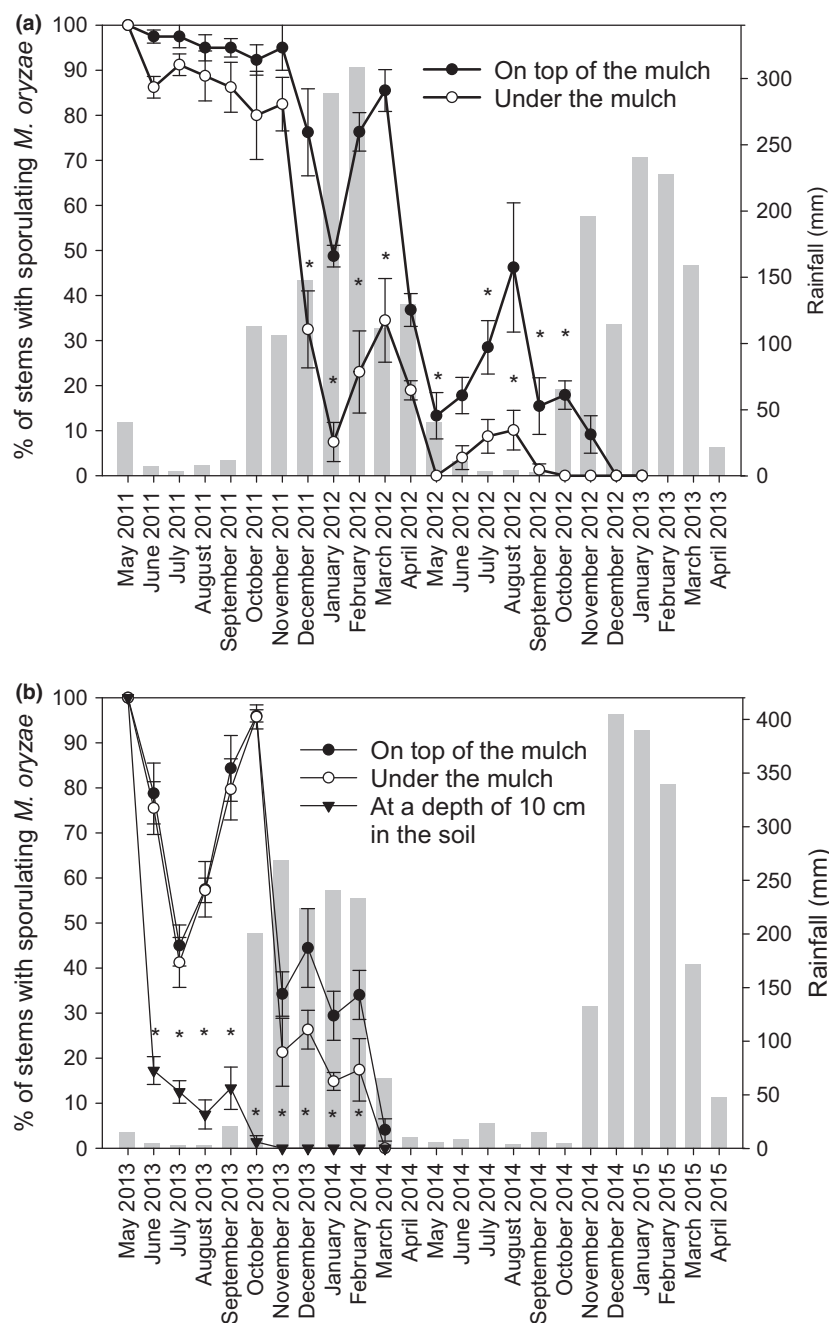 (a)
% of stems with sporulating M. oryzae
100
90
80
70
60
50
40
30
20
10
0
On top of the mulch
Under the mulch
* * * * * * * * * *
Rainfall (mm)
300
250
200
150
100
50
0
May 2011
June 2011
July 2011
August 2011
September 2011
October 2011
November 2011
December 2011
January 2012
February 2012
March 2012
April 2012
May 2012
June 2012
July 2012
August 2012
September 2012
October 2012
November 2012
December 2012
January 2013
February 2013
March 2013
April 2013
(b)
% of stems with sporulating M. oryzae
100
90
80
70
60
50
40
30
20
10
0
On top of the mulch
Under the mulch
At a depth of 10 cm
in the soil
* * * * * * * * *
Rainfall (mm)
400
350
300
250
200
150
100
50
0
May 2013
June 2013
July 2013
August 2013
September 2013
October 2013
November 2013
December 2013
January 2014
February 2014
March 2014
April 2014
May 2014
June 2014
July 2014
August 2014
September 2014
October 2014
November 2014
December 2014
January 2015
February 2015
March 2015
April 2015